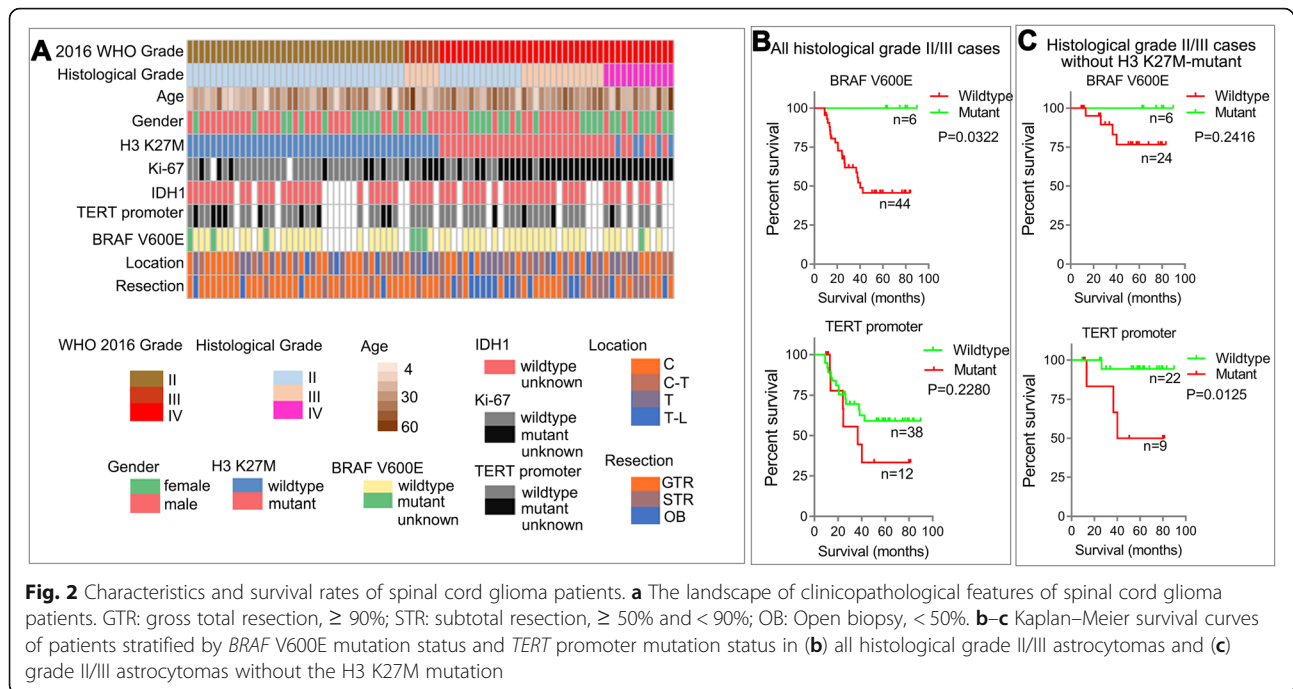 A
2016 WHO Grade
Histological Grade
Age
Gender
H3 K27M
Ki-67
IDH1
TERT promoter
BRAF V600E
Location
Resection
WHO 2016 Grade
II
III
IV
Histological Grade
II
III
IV
Age
4
30
60
IDH1
wildtype
unknown
Ki-67
wildtype
mutant
unknown
Location
C
C-T
T
T-L
Gender
female
male
H3 K27M
wildtype
mutant
BRAF V600E
wildtype
mutant
unknown
TERT promoter
wildtype
mutant
unknown
Resection
GTR
STR
OB
B
All histological grade II/III cases
BRAF V600E
Percent survival
100
75
50
25
0
0 20 40 60 80 100
Survival (months)
Wildtype
Mutant
n=6
P=0.0322
n=44
TERT promoter
Percent survival
100
75
50
25
0
0 20 40 60 80 100
Survival (months)
Wildtype
Mutant
P=0.2280
n=38
n=12
C
Histological grade II/III cases
without H3 K27M-mutant
BRAF V600E
Percent survival
100
75
50
25
0
0 20 40 60 80 100
Survival (months)
Wildtype
Mutant
n=6
P=0.2416
n=24
TERT promoter
Percent survival
100
75
50
25
0
0 20 40 60 80 100
Survival (months)
Wildtype
Mutant
n=22
P=0.0125
n=9
Fig. 2 Characteristics and survival rates of spinal cord glioma patients. a The landscape of clinicopathological features of spinal cord glioma
patients. GTR: gross total resection, ≥ 90%; STR: subtotal resection, ≥ 50% and < 90%; OB: Open biopsy, < 50%. b–c Kaplan–Meier survival curves
of patients stratified by BRAF V600E mutation status and TERT promoter mutation status in (b) all histological grade II/III astrocytomas and (c)
grade II/III astrocytomas without the H3 K27M mutation